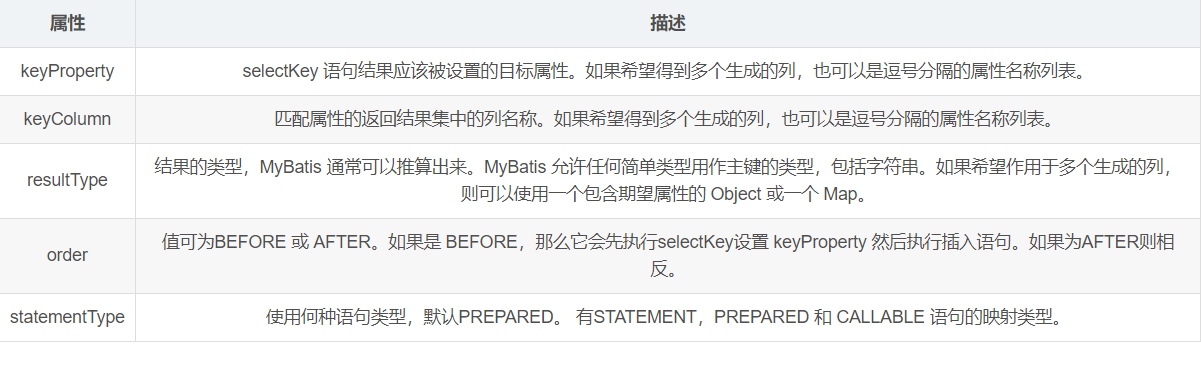 属性 描述
keyProperty selectKey 语句结果应该被设置的目标属性。如果希望得到多个生成的列，也可以是逗号分隔的属性名称列表。
keyColumn 匹配属性的返回结果集中的列名称。如果希望得到多个生成的列，也可以是逗号分隔的属性名称列表。
结果的类型，MyBatis 通常可以推算出来。MyBatis 允许任何简单类型用作主键的类型，包括字符串。如果希望作用于多个生成的列，
resultType
则可以使用一个包含期望属性的 Object 或一个 Map。
值可为BEFORE 或 AFTER。如果是 BEFORE，那么它会先执行selectKey设置 keyProperty 然后执行插入语句。如果为AFTER则相
order
反。
statementType 使用何种语句类型，默认PREPARED。 有STATEMENT，PREPARED 和 CALLABLE 语句的映射类型。